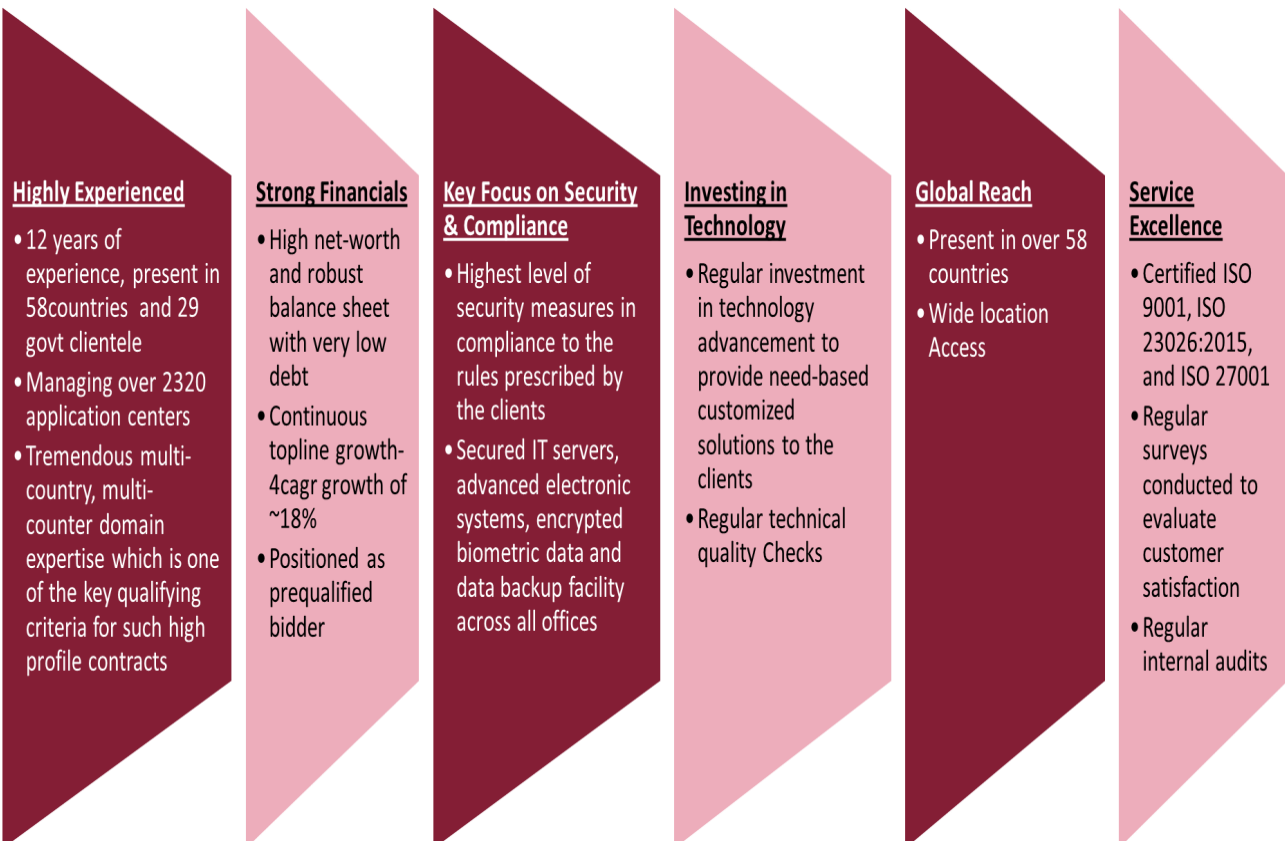 Highly Experienced
•12 years of
experience, present in
58countries and 29
govt clientele
•Managing over 2320
application centers
•Tremendous multi-
country, multi-
counter domain
expertise which is one
of the key qualifying
criteria for such high
profile contracts
Strong Financials
•High net-worth
and robust
balance sheet
with very low
debt
•Continuous
topline growth-
4cagr growth of
~18%
•Positioned as
prequalified
bidder
Key Focus on Security
& Compliance
•Highest level of
security measures in
compliance to the
rules prescribed by
the clients
•Secured IT servers,
advanced electronic
systems, encrypted
biometric data and
data backup facility
across all offices
Investing in
Technology
•Regular investment
in technology
advancement to
provide need-based
customized
solutions to the
clients
•Regular technical
quality Checks
Global Reach
•Present in over 58
countries
•Wide location
Access
Service
Excellence
•Certified ISO
9001, ISO
23026:2015,
and ISO 27001
•Regular
surveys
conducted to
evaluate
customer
satisfaction
•Regular
internal audits